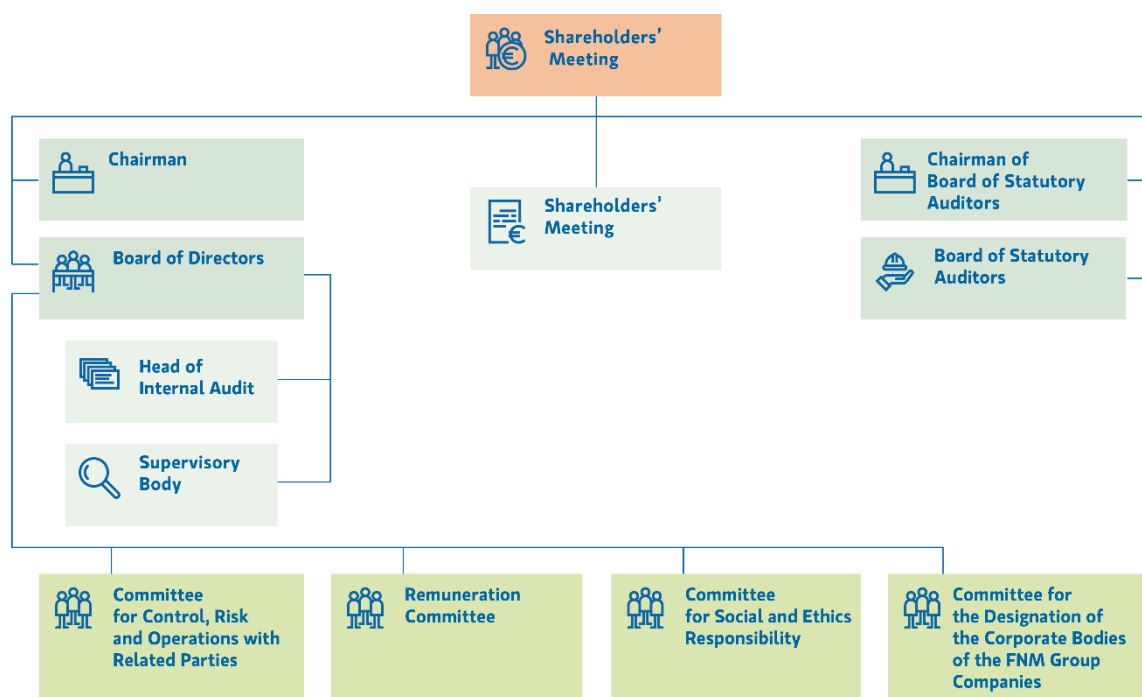 Shareholders’
Meeting
Chairman
Shareholders’
Meeting
Chairman of
Board of Statutory
Auditors
Board of Directors
Board of Statutory
Auditors
Head of
Internal Audit
Supervisory
Body
Committee
for Control, Risk
and Operations with
Related Parties
Remuneration
Committee
Committee
for Social and Ethics
Responsibility
Committee for
the Designation of
the Corporate Bodies
of the FNM Group
Companies